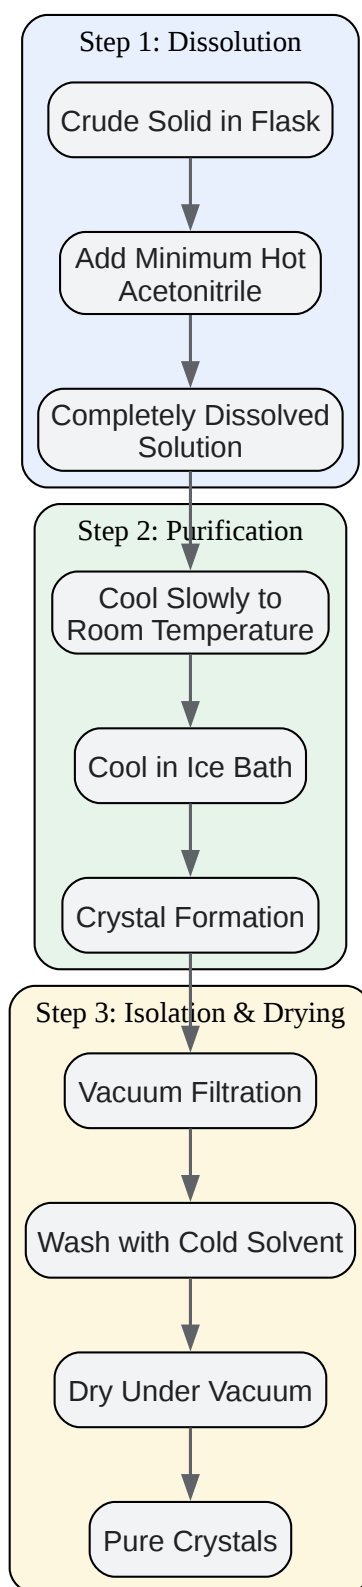 Step 1: Dissolution
Crude Solid in Flask
Add Minimum Hot
Acetonitrile
Completely Dissolved
Solution
Step 2: Purification
Cool Slowly to
Room Temperature
Cool in Ice Bath
Crystal Formation
Step 3: Isolation & Drying
Vacuum Filtration
Wash with Cold Solvent
Dry Under Vacuum
Pure Crystals